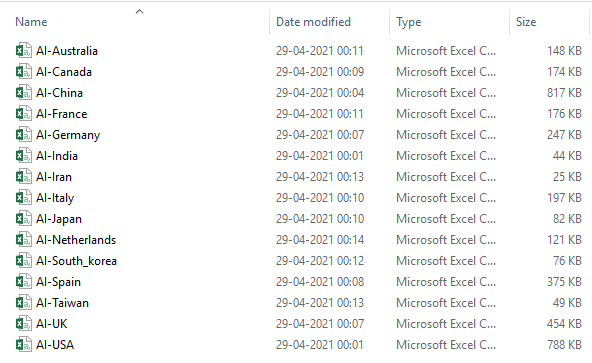 Name Date modified Type Size
AI-Australia 29-04-2021 00:11 Microsoft Excel C... 148 KB
AI-Canada 29-04-2021 00:09 Microsoft Excel C... 174 KB
AI-China 29-04-2021 00:04 Microsoft Excel C... 817 KB
AI-France 29-04-2021 00:11 Microsoft Excel C... 176 KB
AI-Germany 29-04-2021 00:07 Microsoft Excel C... 247 KB
AI-India 29-04-2021 00:01 Microsoft Excel C... 44 KB
AI-Iran 29-04-2021 00:13 Microsoft Excel C... 25 KB
AI-Italy 29-04-2021 00:10 Microsoft Excel C... 197 KB
AI-Japan 29-04-2021 00:10 Microsoft Excel C... 82 KB
AI-Netherlands 29-04-2021 00:14 Microsoft Excel C... 121 KB
AI-South_korea 29-04-2021 00:12 Microsoft Excel C... 76 KB
AI-Spain 29-04-2021 00:08 Microsoft Excel C... 375 KB
AI-Taiwan 29-04-2021 00:13 Microsoft Excel C... 49 KB
AI-UK 29-04-2021 00:07 Microsoft Excel C... 454 KB
AI-USA 29-04-2021 00:01 Microsoft Excel C... 788 KB